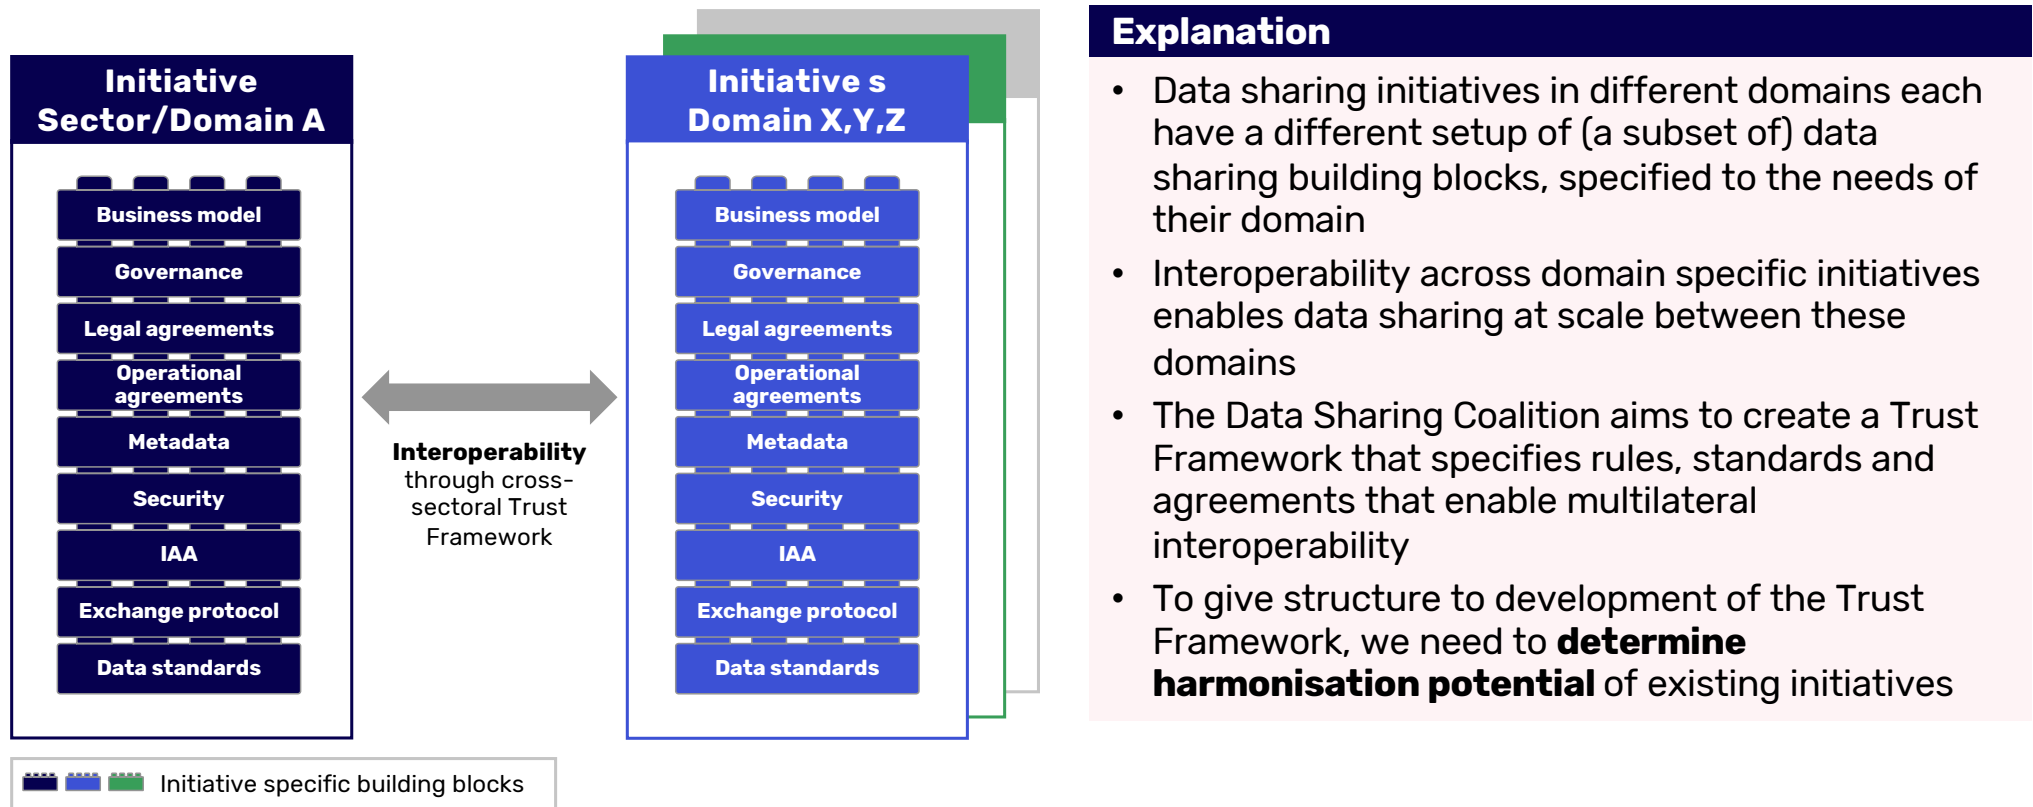 Initiative
Sector/Domain A
Business model
Governance
Legal agreements
Operational
agreements
Metadata
Security
IAA
Exchange protocol
Data standards
Interoperability
through cross-
sectoral Trust
Framework
Initiative s
Domain X,Y,Z
Business model
Governance
Legal agreements
Operational
agreements
Metadata
Security
IAA
Exchange protocol
Data standards
Initiative specific building blocks
Explanation
• Data sharing initiatives in different domains each
have a different setup of (a subset of) data
sharing building blocks, specified to the needs of
their domain
• Interoperability across domain specific initiatives
enables data sharing at scale between these
domains
• The Data Sharing Coalition aims to create a Trust
Framework that specifies rules, standards and
agreements that enable multilateral
interoperability
• To give structure to development of the Trust
Framework, we need to determine
harmonisation potential of existing initiatives